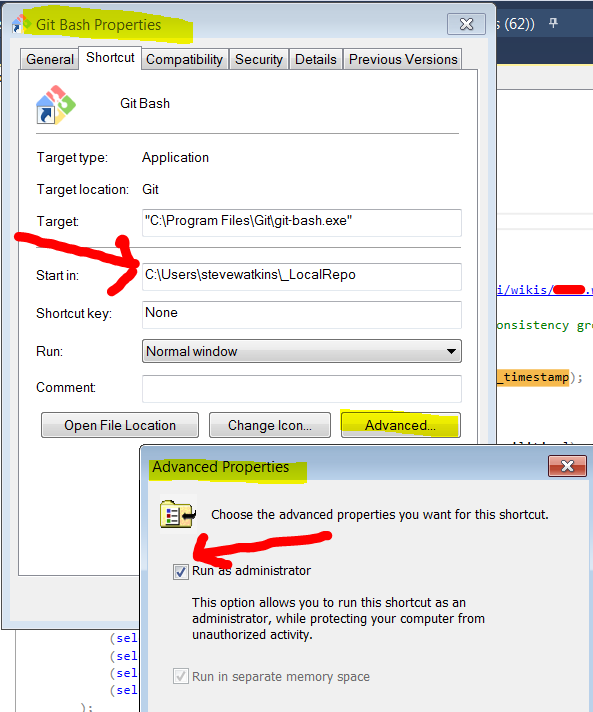 Git Bash Properties
s (62))
General Shortcut Compatibility Security Details Previous Versions
Git Bash
Target type: Application
Target location: Git
Target: "C:\Program Files\Git\git-bash.exe"
Start in: C:\Users\stevewatkins\_LocalRepo
i/wikis/
Shortcut key: None
onsistency gro
Run: Normal window
_timestamp);
Comment:
Open File Location Change Icon... Advanced...
Advanced Properties
Choose the advanced properties you want for this shortcut.
Run as administrator
This option allows you to run this shortcut as an
administrator, while protecting your computer from
unauthorized activity.
(sel
(sel
(sel
Run in separate memory space
(sel
);